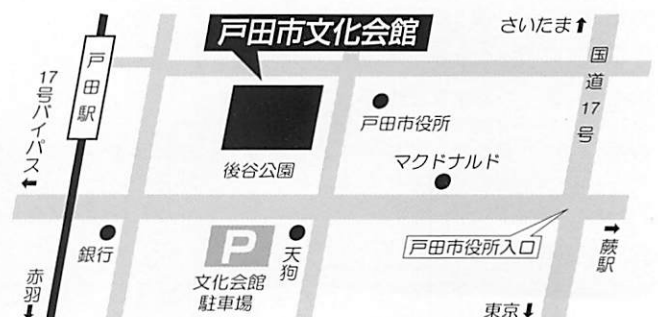 戸田市文化会館
さいたま↑
戸田駅
国道17号
17号バイパス
←
戸田市役所
マクドナルド
後谷公園
銀行
P
天狗
文化会館
駐車場
戸田市役所入口
→
蕨駅
赤羽
↓
東京↓